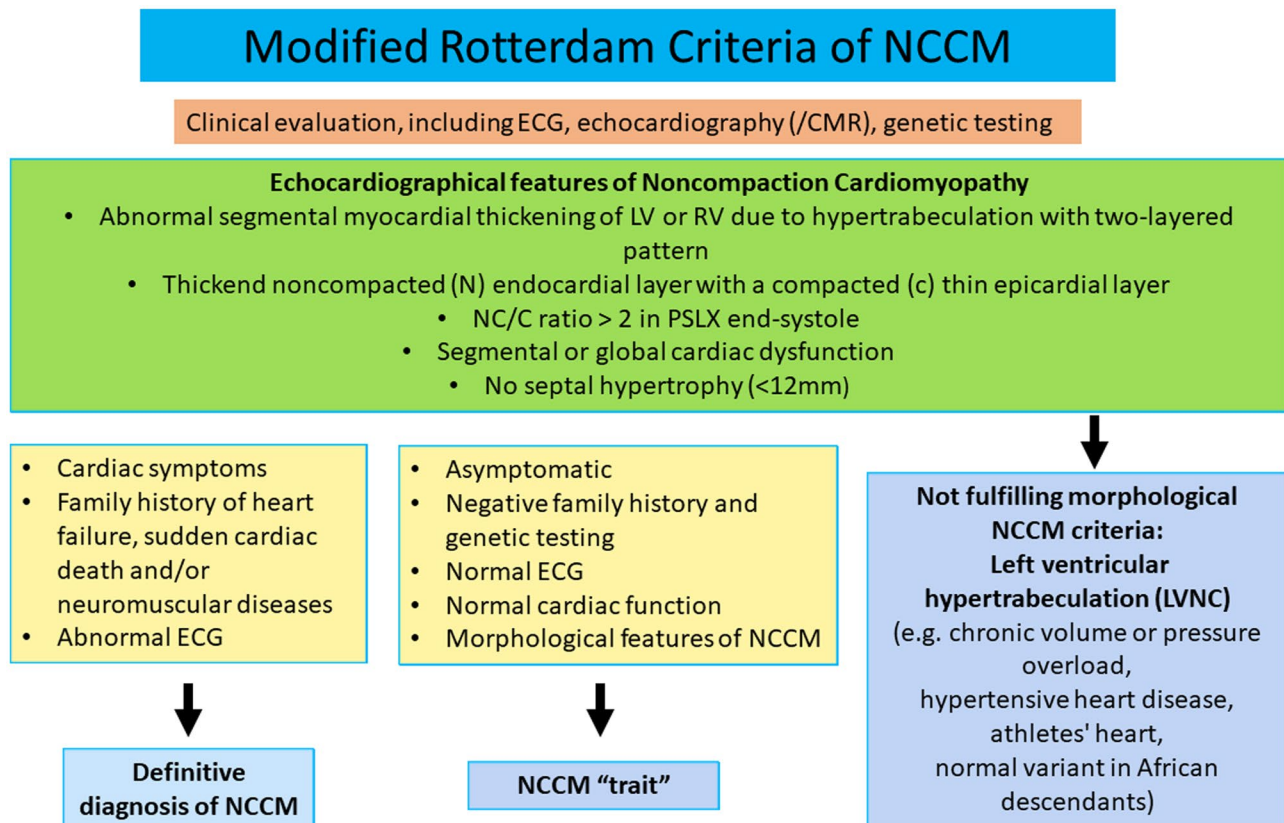 Modified Rotterdam Criteria of NCCM
Clinical evaluation, including ECG, echocardiography (/CMR), genetic testing
Echocardiographical features of Noncompaction Cardiomyopathy
• Abnormal segmental myocardial thickening of LV or RV due to hypertrabeculation with two-layered
pattern
• Thickend noncompacted (N) endocardial layer with a compacted (c) thin epicardial layer
• NC/C ratio > 2 in PSLX end-systole
• Segmental or global cardiac dysfunction
• No septal hypertrophy (<12mm)
• Cardiac symptoms
• Family history of heart
failure, sudden cardiac
death and/or
neuromuscular diseases
• Abnormal ECG
Definitive
diagnosis of NCCM
• Asymptomatic
• Negative family history and
genetic testing
• Normal ECG
• Normal cardiac function
• Morphological features of NCCM
NCCM “trait”
Not fulfilling morphological
NCCM criteria:
Left ventricular
hypertrabeculation (LVNC)
(e.g. chronic volume or pressure
overload,
hypertensive heart disease,
athletes' heart,
normal variant in African
descendants)